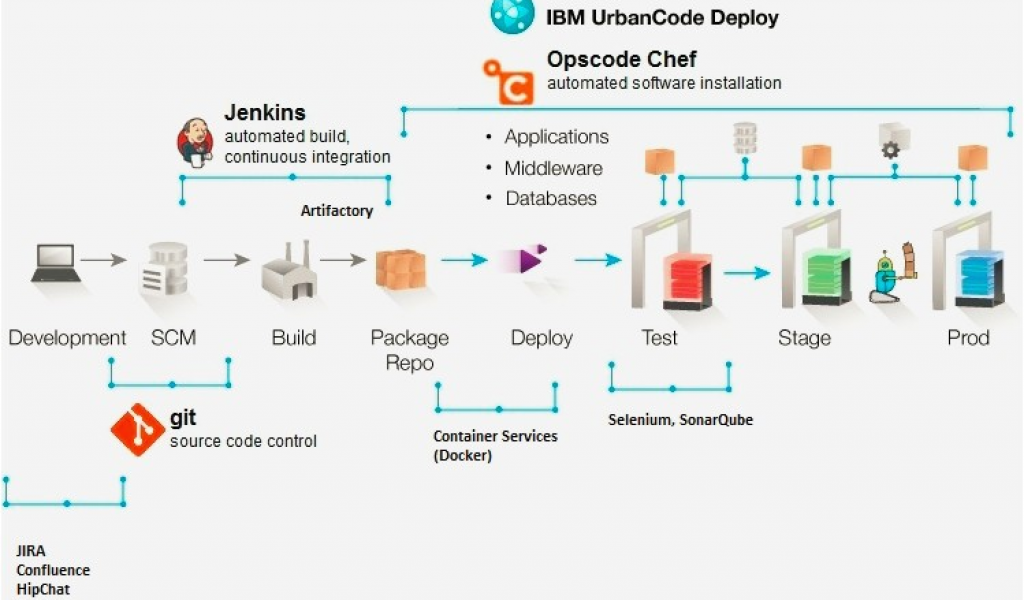 IBM UrbanCode Deploy
Opscode Chef
automated software installation
Jenkins
automated build,
continuous integration
• Applications
• Middleware
• Databases
Artifactory
Development
SCM
Build
Package
Repo
Deploy
Test
Stage
Prod
git
source code control
Container Services
(Docker)
Selenium, SonarQube
JIRA
Confluence
HipChat